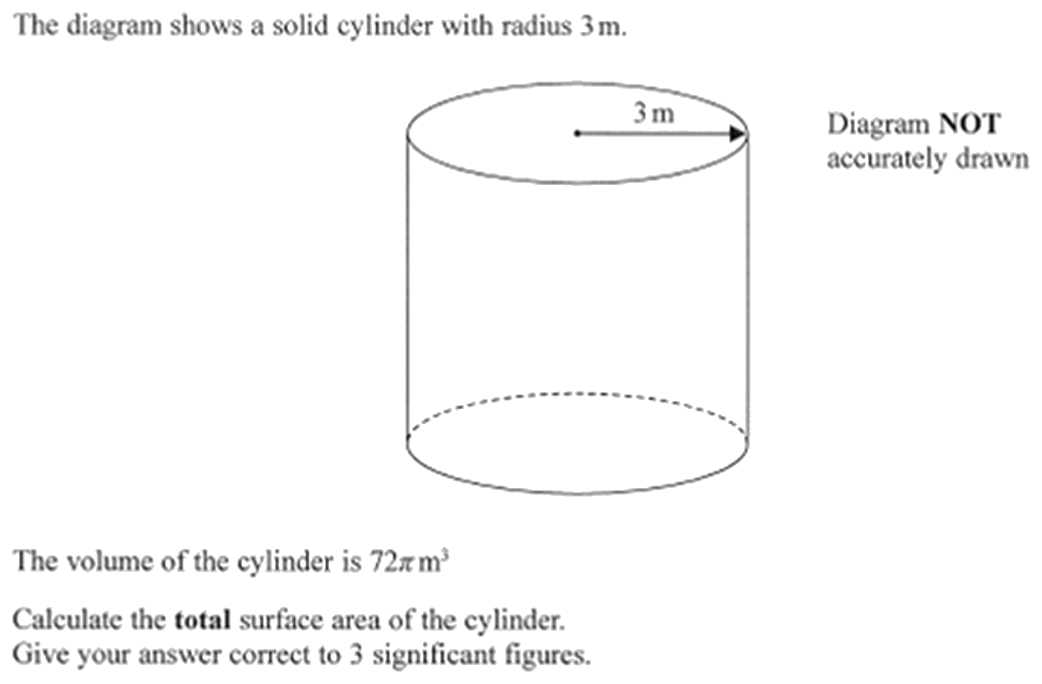 The diagram shows a solid cylinder with radius 3 m.
3 m
Diagram NOT
accurately drawn
The volume of the cylinder is 72π m³
Calculate the total surface area of the cylinder.
Give your answer correct to 3 significant figures.